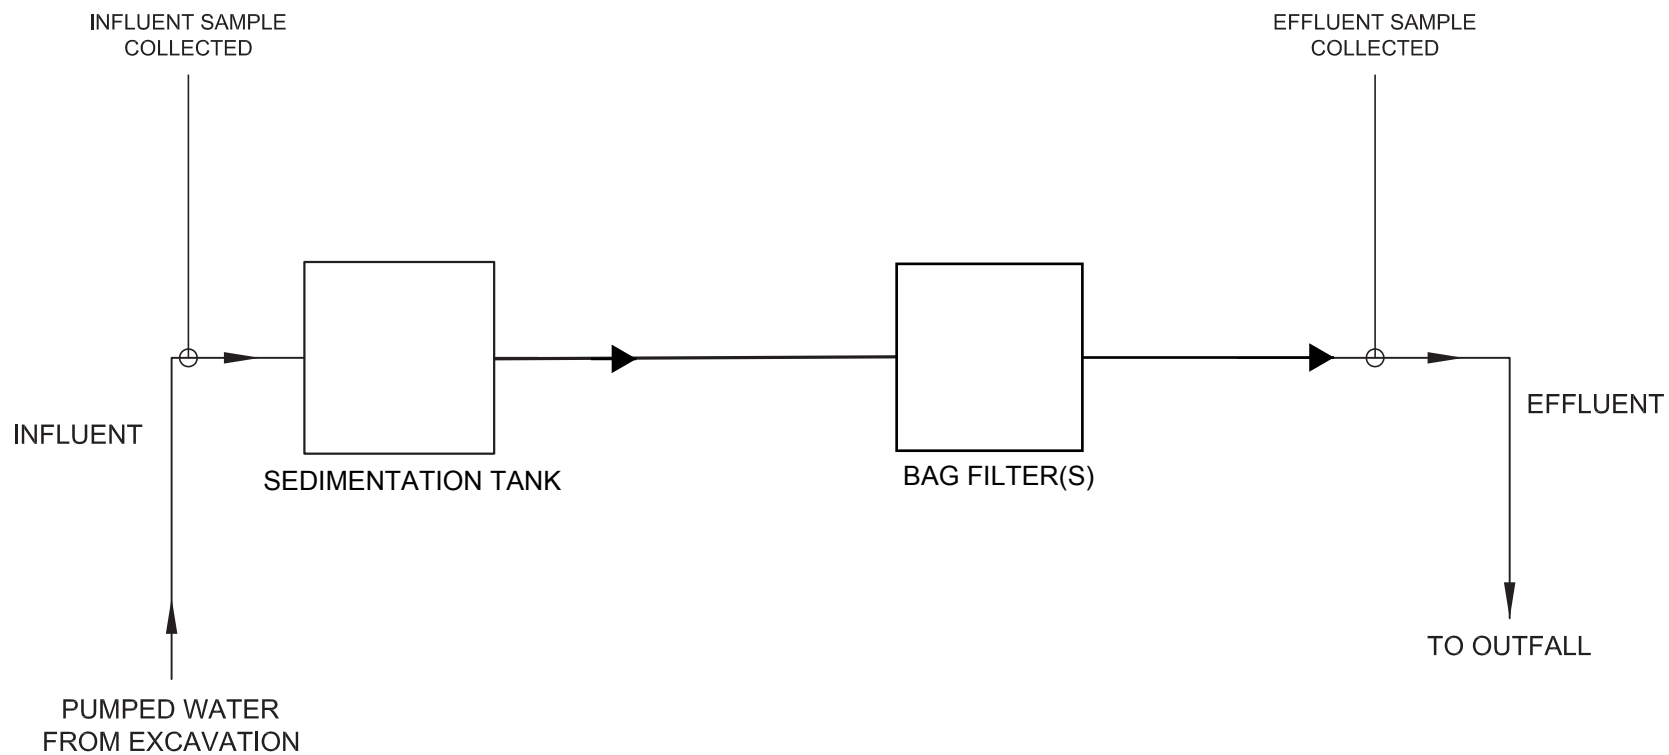 INFLUENT SAMPLE
COLLECTED
EFFLUENT SAMPLE
COLLECTED
INFLUENT
SEDIMENTATION TANK
BAG FILTER(S)
EFFLUENT
TO OUTFALL
PUMPED WATER
FROM EXCAVATION